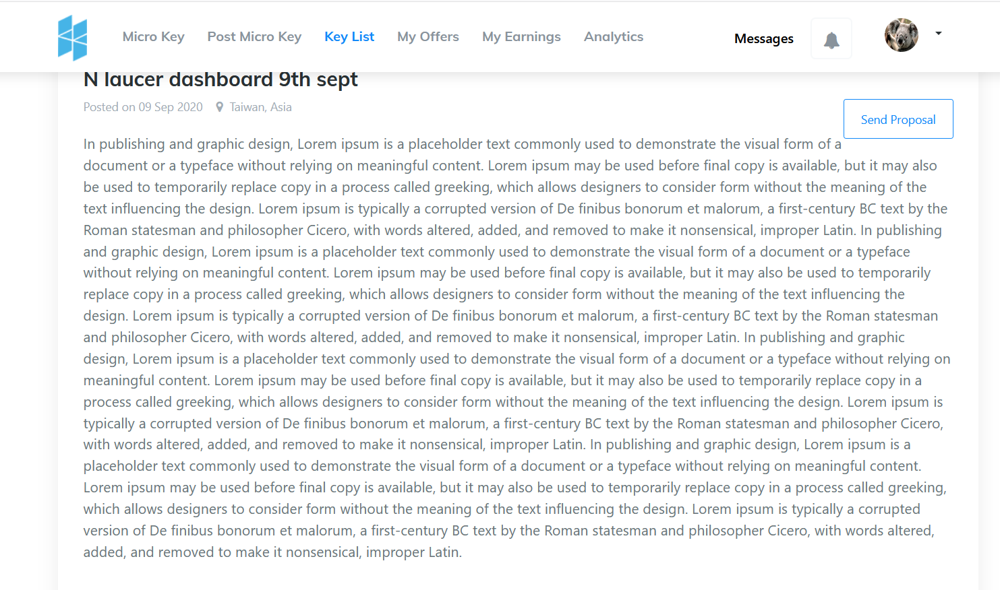 Micro Key Post Micro Key Key List My Offers My Earnings Analytics Messages
N laucer dashboard 9th sept
Posted on 09 Sep 2020 Taiwan, Asia
Send Proposal
In publishing and graphic design, Lorem ipsum is a placeholder text commonly used to demonstrate the visual form of a
document or a typeface without relying on meaningful content. Lorem ipsum may be used before final copy is available, but it may also
be used to temporarily replace copy in a process called greeking, which allows designers to consider form without the meaning of the
text influencing the design. Lorem ipsum is typically a corrupted version of De finibus bonorum et malorum, a first-century BC text by the
Roman statesman and philosopher Cicero, with words altered, added, and removed to make it nonsensical, improper Latin. In publishing
and graphic design, Lorem ipsum is a placeholder text commonly used to demonstrate the visual form of a document or a typeface
without relying on meaningful content. Lorem ipsum may be used before final copy is available, but it may also be used to temporarily
replace copy in a process called greeking, which allows designers to consider form without the meaning of the text influencing the
design. Lorem ipsum is typically a corrupted version of De finibus bonorum et malorum, a first-century BC text by the Roman statesman
and philosopher Cicero, with words altered, added, and removed to make it nonsensical, improper Latin. In publishing and graphic
design, Lorem ipsum is a placeholder text commonly used to demonstrate the visual form of a document or a typeface without relying on
meaningful content. Lorem ipsum may be used before final copy is available, but it may also be used to temporarily replace copy in a
process called greeking, which allows designers to consider form without the meaning of the text influencing the design. Lorem ipsum is
typically a corrupted version of De finibus bonorum et malorum, a first-century BC text by the Roman statesman and philosopher Cicero,
with words altered, added, and removed to make it nonsensical, improper Latin. In publishing and graphic design, Lorem ipsum is a
placeholder text commonly used to demonstrate the visual form of a document or a typeface without relying on meaningful content.
Lorem ipsum may be used before final copy is available, but it may also be used to temporarily replace copy in a process called greeking,
which allows designers to consider form without the meaning of the text influencing the design. Lorem ipsum is typically a corrupted
version of De finibus bonorum et malorum, a first-century BC text by the Roman statesman and philosopher Cicero, with words altered,
added, and removed to make it nonsensical, improper Latin.